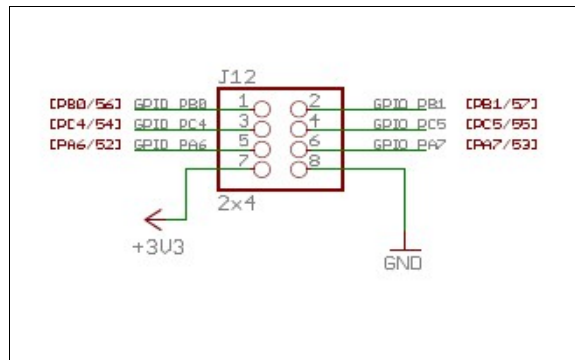 J12
[PB0/56] GPIO PB0 1 2 GPIO PB1 [PB1/57]
[PC4/54] GPIO PC4 3 4 GPIO PC5 [PC5/55]
[PA6/52] GPIO PA6 5 6 GPIO PA7 [PA7/53]
7 8
2x4
+3V3
GND